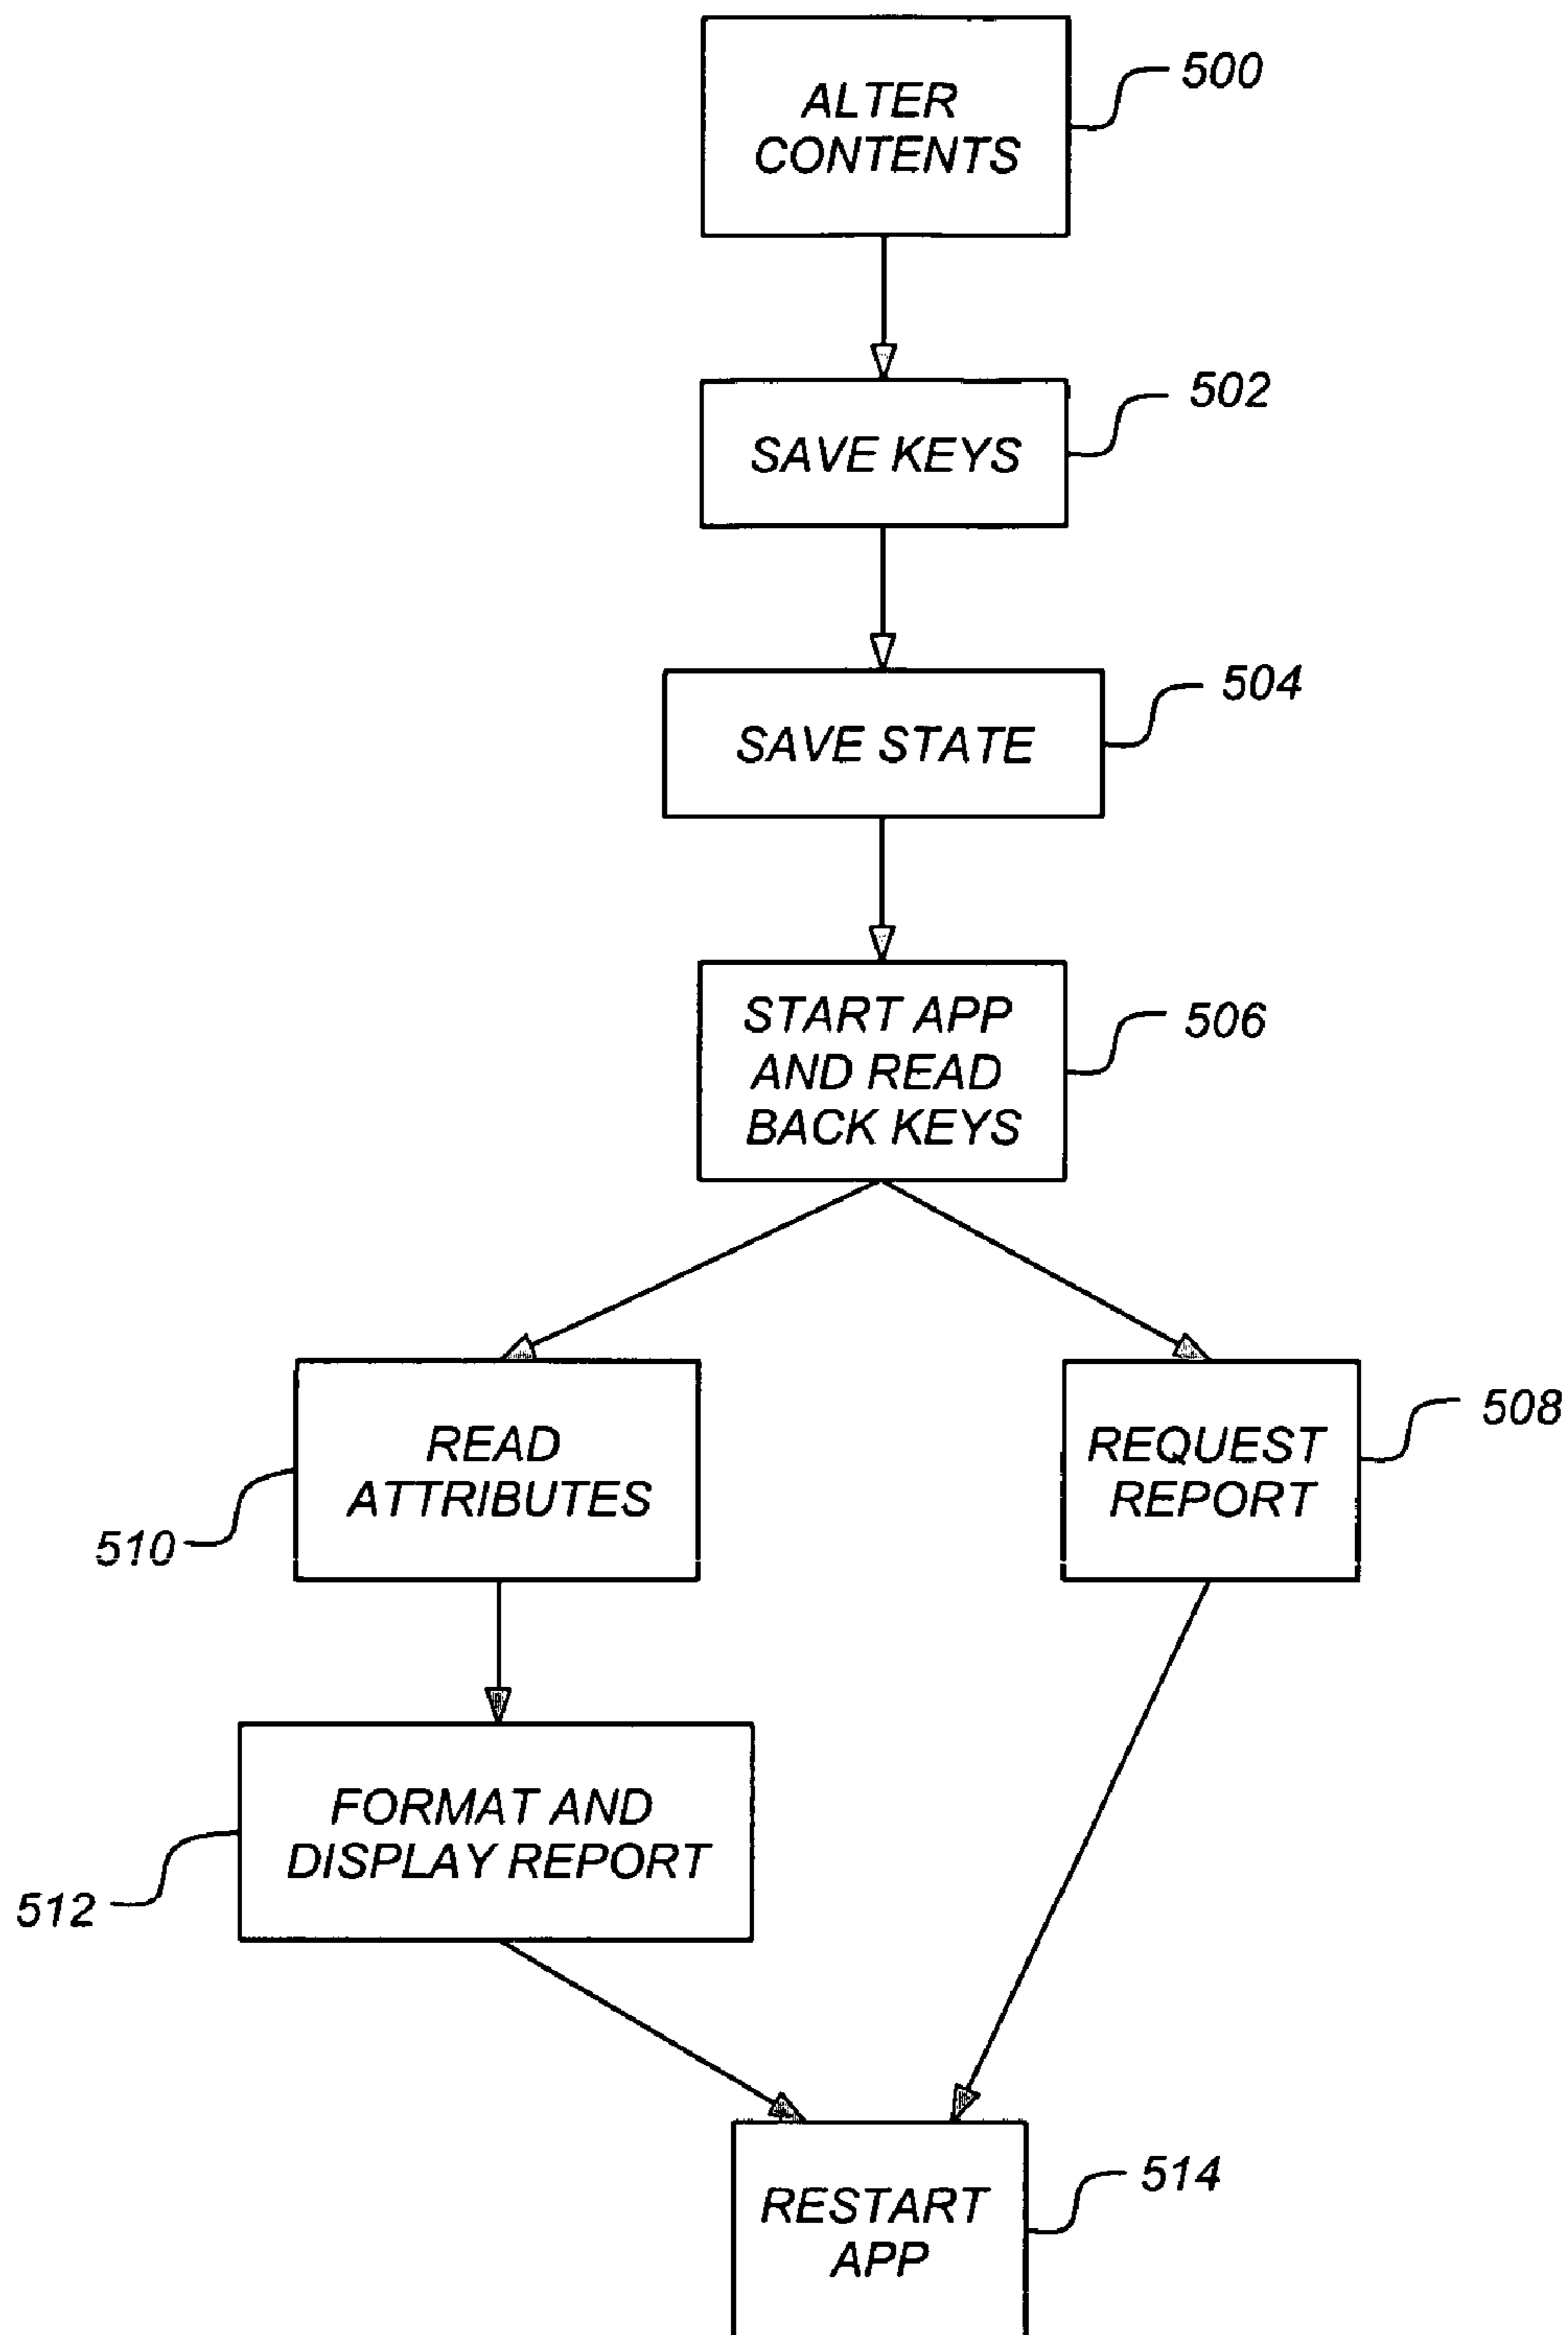 ALTER
CONTENTS
500
SAVE KEYS
502
SAVE STATE
504
START APP
AND READ
BACK KEYS
506
READ
ATTRIBUTES
510
REQUEST
REPORT
508
FORMAT AND
DISPLAY REPORT
512
RESTART
APP
514